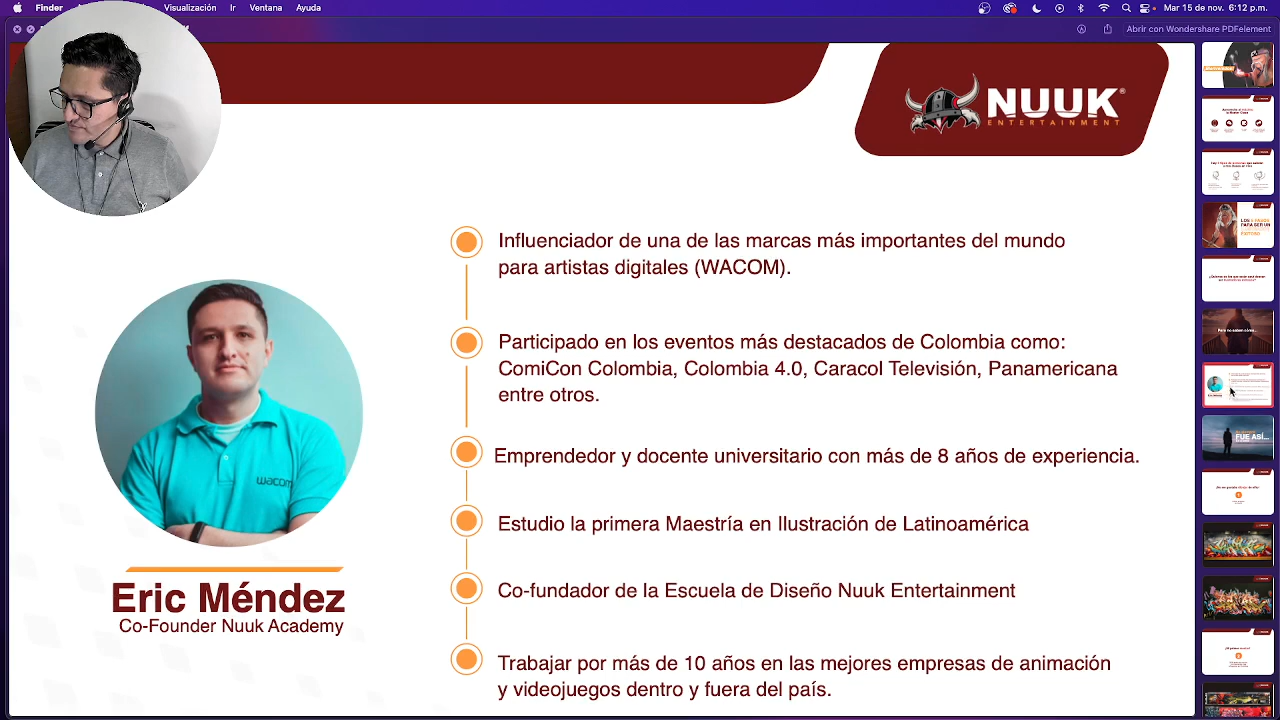 Finder
Visualización
Ir
Ventana
Ayuda
Mar 15 de nov. 6:12 p.m.
Abrir con Wondershare PDFelement
NUUK®
ENTERTAINMENT
Influenciador de una de las marcas más importantes del mundo
para artistas digitales (WACOM).
Participado en los eventos más destacados de Colombia como:
ComiCon Colombia, Colombia 4.0, Caracol Televisión, Panamericana
entre otros.
Emprendedor y docente universitario con más de 8 años de experiencia.
Estudio la primera Maestría en Ilustración de Latinoamérica
Co-fundador de la Escuela de Diseño Nuuk Entertainment
Trabajar por más de 10 años en las mejores empresas de animación
y videojuegos dentro y fuera del país.
wacom
Eric Méndez
Co-Founder Nuuk Academy
FUE ASÍ...